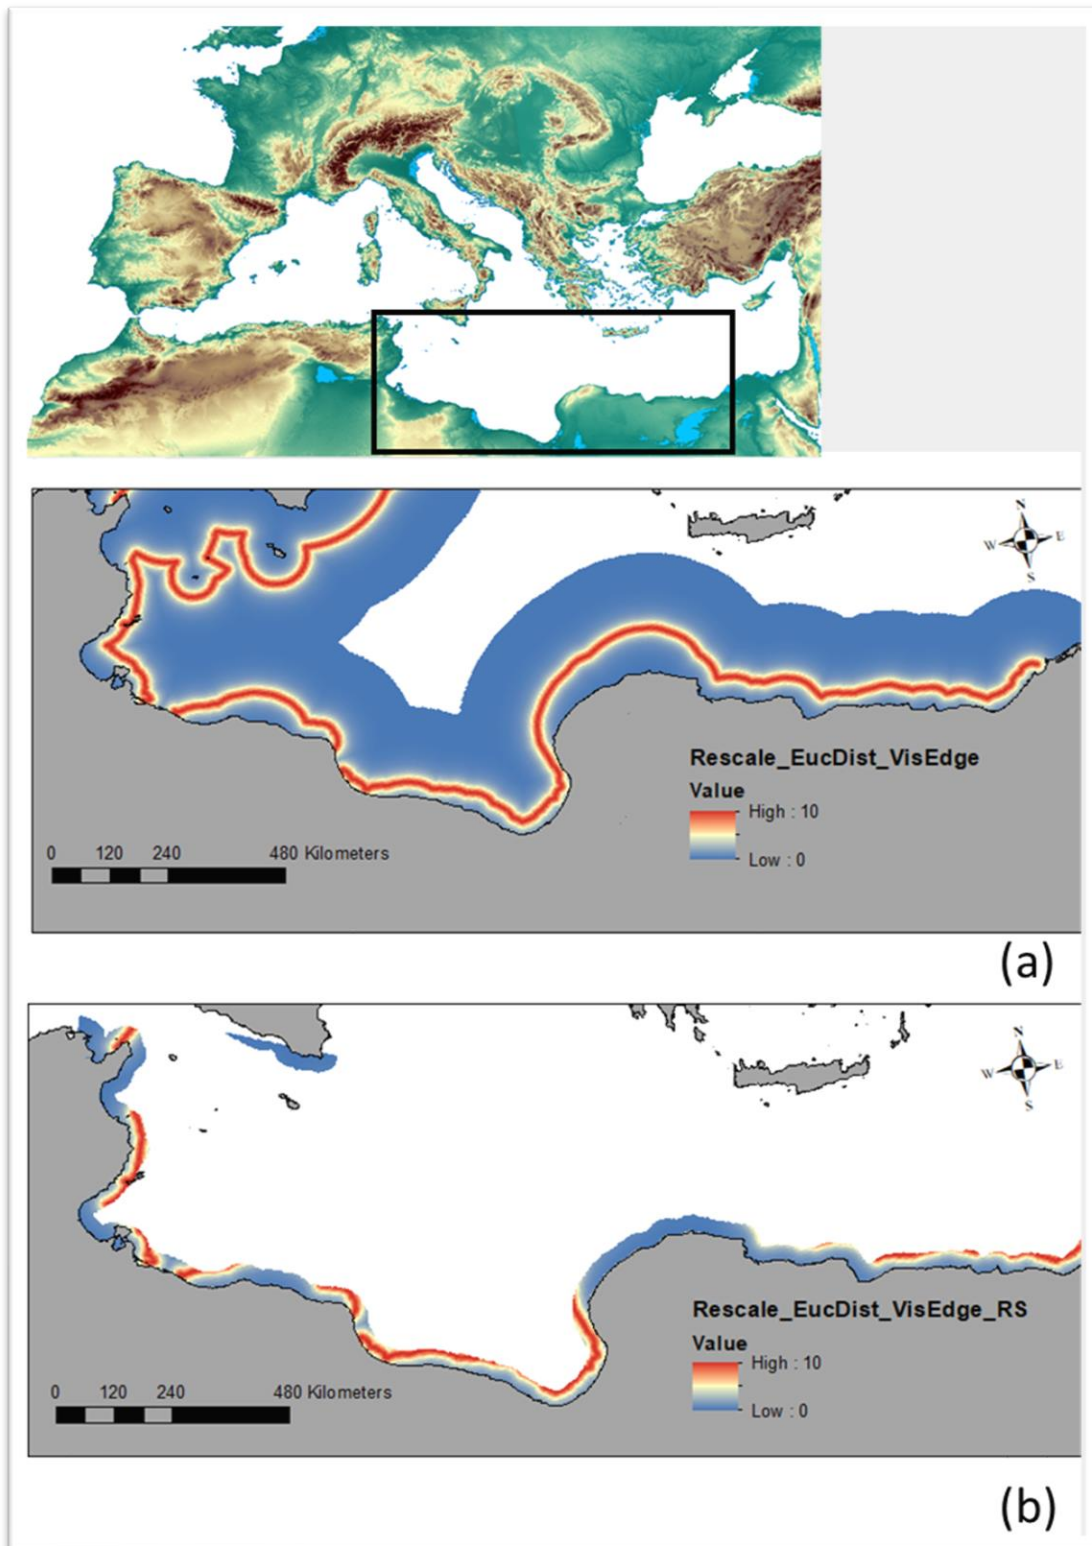 N
W E
S
Rescale_EucDist_VisEdge
Value
High : 10
Low : 0
0 120 240 480 Kilometers
(a)
N
W E
S
Rescale_EucDist_VisEdge_RS
Value
High : 10
Low : 0
0 120 240 480 Kilometers
(b)